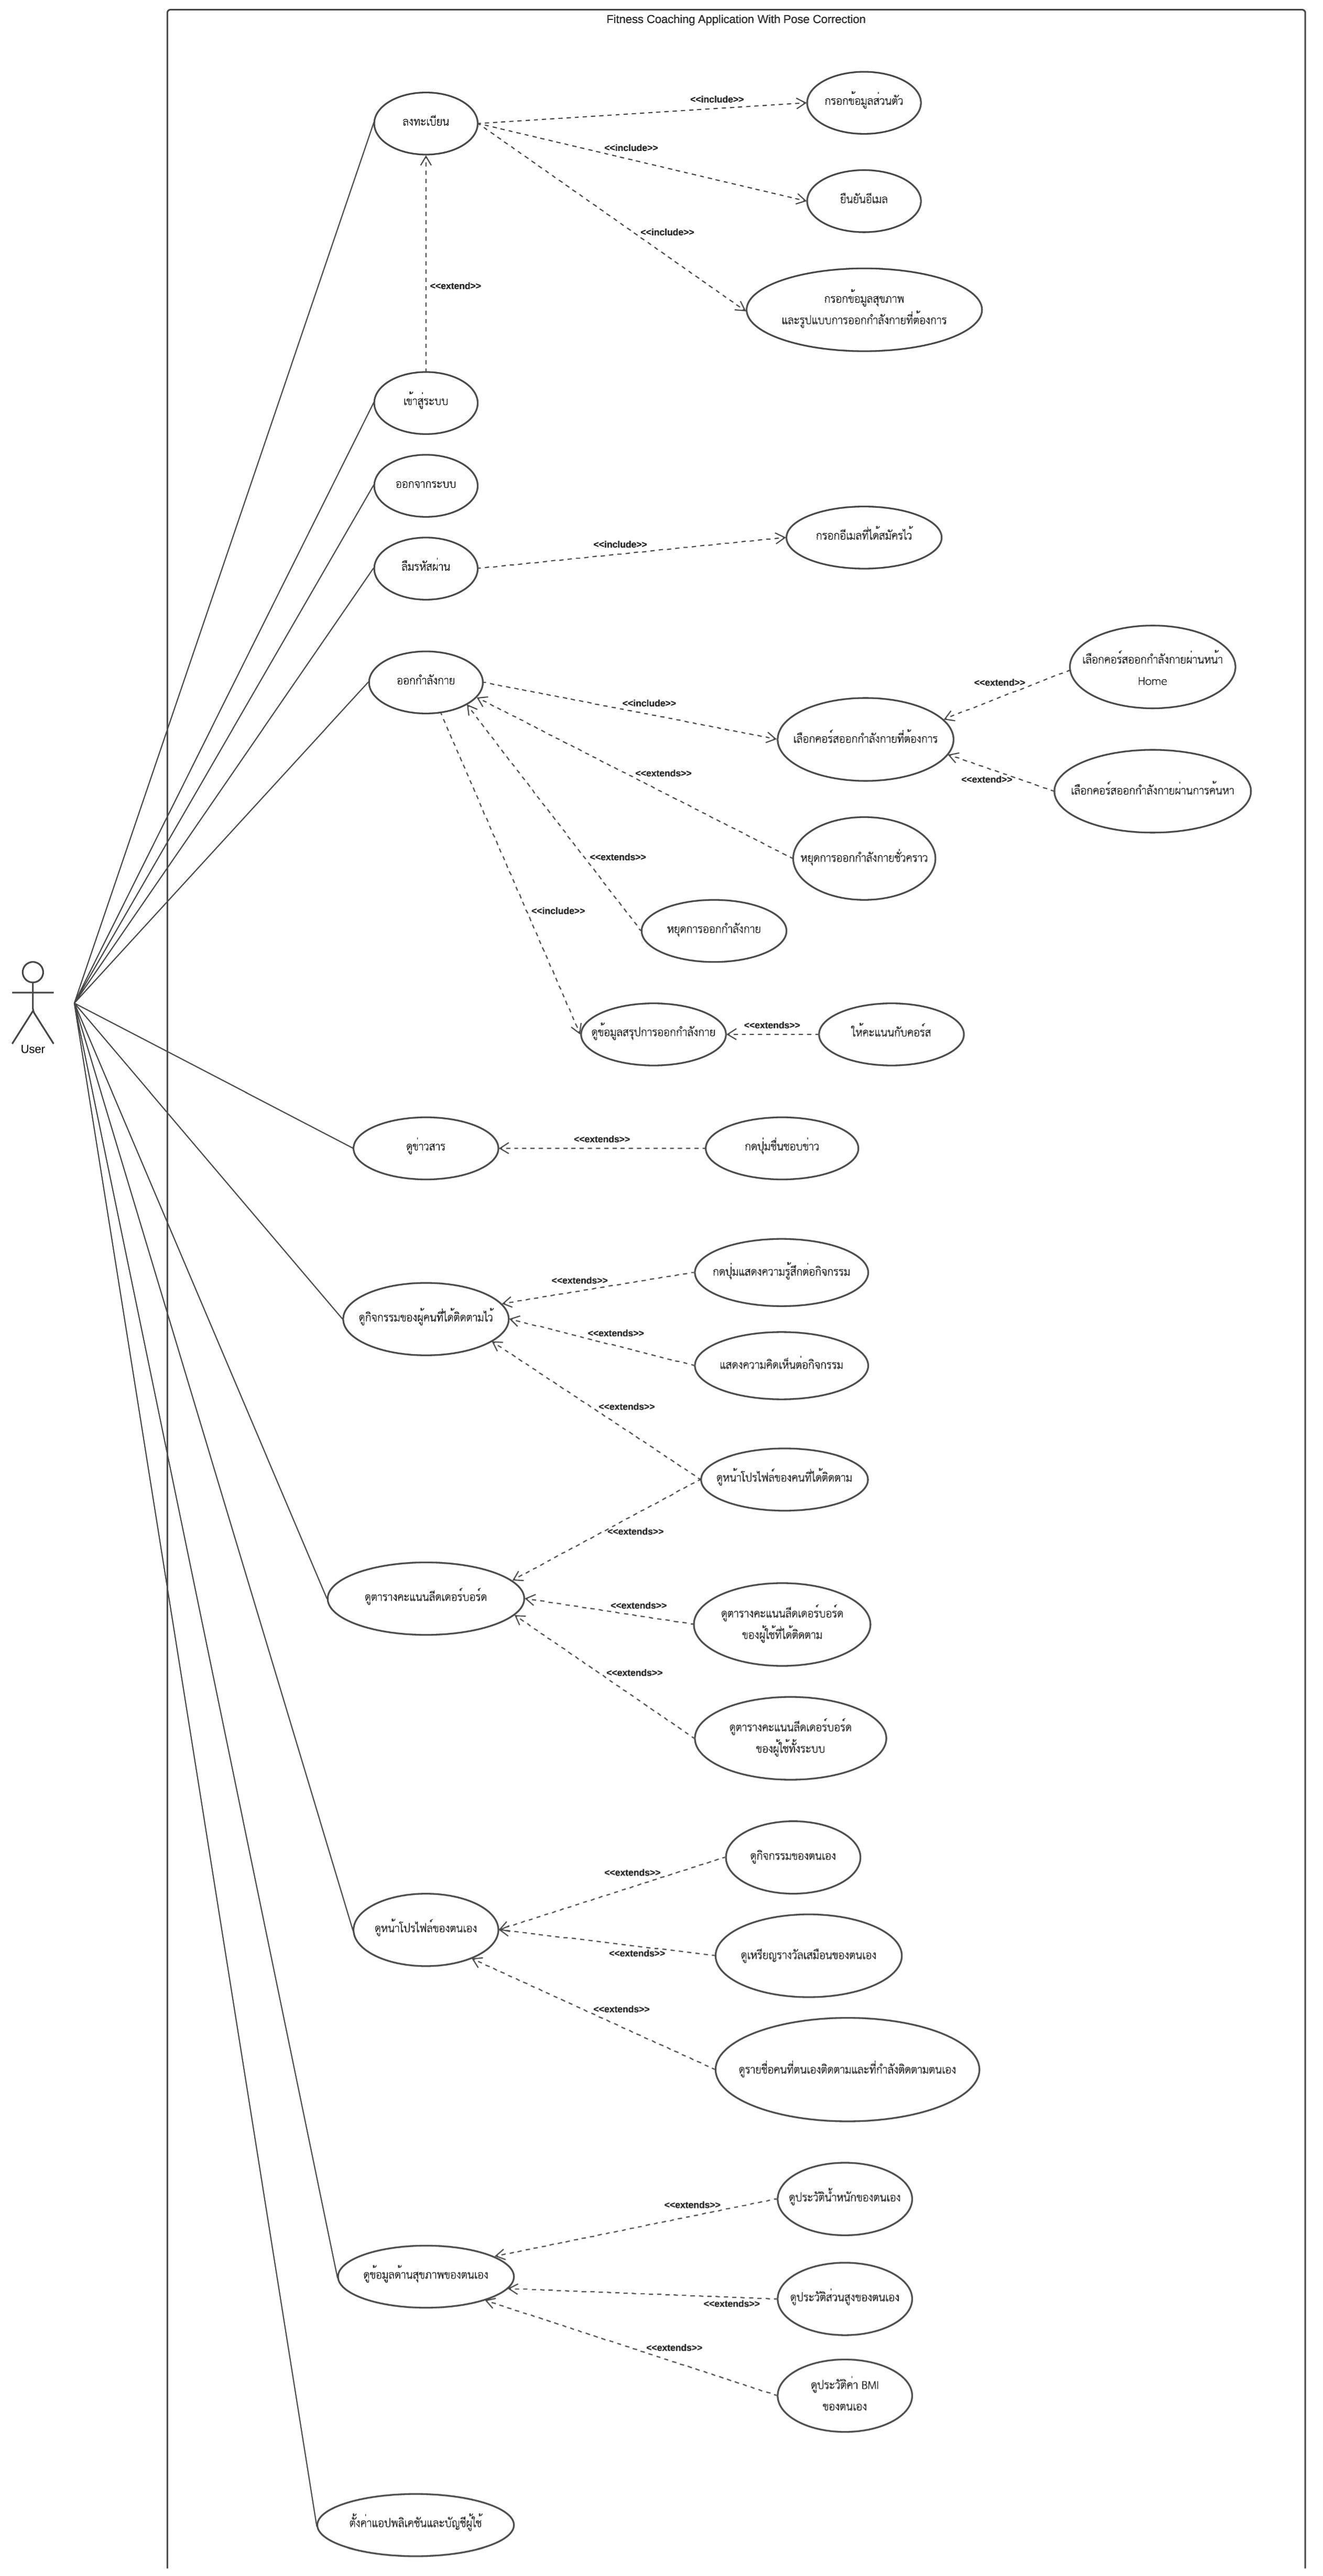 Fitness Coaching Application With Pose Correction
<<include>>
กรอกข้อมูลส่วนตัว
ลงทะเบียน
<<include>>
ยืนยันอีเมล
<<include>>
<<extend>>
กรอกข้อมูลสุขภาพ
และรูปแบบการออกกำลังกายที่ต้องการ
เข้าสู่ระบบ
ออกจากระบบ
กรอกอีเมลที่ได้สมัครไว้
<<include>>
ลืมรหัสผ่าน
เลือกคอร์สออกกำลังกายผ่านหน้า
Home
ออกกำลังกาย
<<extend>>
<<include>>
เลือกคอร์สออกกำลังกายที่ต้องการ
<<extends>>
<<extend>>
เลือกคอร์สออกกำลังกายผ่านการค้นหา
<<extends>>
หยุดการออกกำลังกายชั่วคราว
<<include>>
หยุดการออกกำลังกาย
ดูข้อมูลสรุปการออกกำลังกาย
<<extends>>
ให้คะแนนกับคอร์ส
User
ดูข่าวสาร
<<extends>>
กดปุ่มชื่นชอบข่าว
<<extends>>
กดปุ่มแสดงความรู้สึกต่อกิจกรรม
ดูกิจกรรมของผู้คนที่ได้ติดตามไว้
<<extends>>
แสดงความคิดเห็นต่อกิจกรรม
<<extends>>
ดูหน้าโปรไฟล์ของคนที่ได้ติดตาม
<<extends>>
ดูตารางคะแนนลีดเดอร์บอร์ด
<<extends>>
ดูตารางคะแนนลีดเดอร์บอร์ด
ของผู้ใช้ที่ได้ติดตาม
<<extends>>
ดูตารางคะแนนลีดเดอร์บอร์ด
ของผู้ใช้ทั้งระบบ
ดูกิจกรรมของตนเอง
<<extends>>
ดูหน้าโปรไฟล์ของตนเอง
<<extends>>
ดูเหรียญรางวัลเสมือนของตนเอง
<<extends>>
ดูรายชื่อคนที่ตนเองติดตามและที่กำลังติดตามตนเอง
ดูประวัติน้ำหนักของตนเอง
<<extends>>
ดูข้อมูลด้านสุขภาพของตนเอง
ดูประวัติส่วนสูงของตนเอง
<<extends>>
<<extends>>
ดูประวัติค่า BMI
ของตนเอง
ตั้งค่าแอปพลิเคชันและบัญชีผู้ใช้